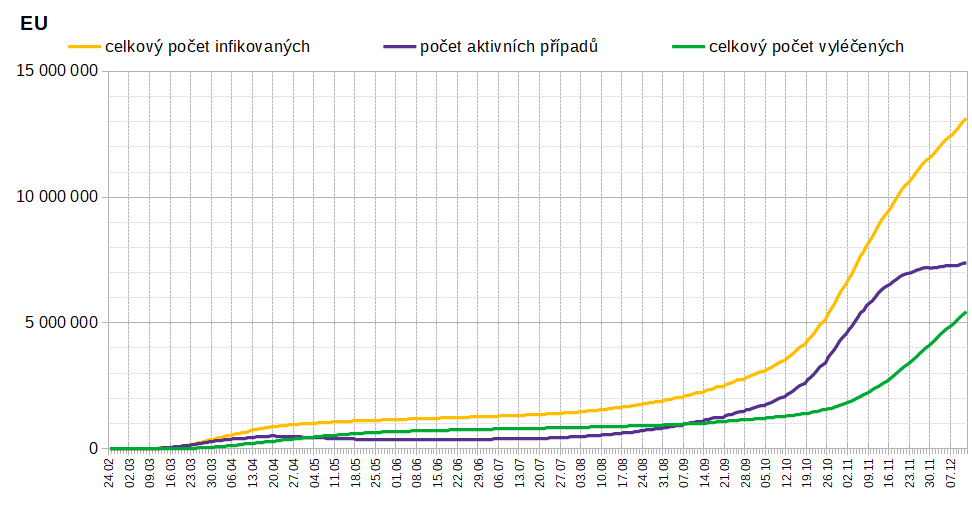 EU
celkový počet infikovaných počet aktivních případů celkový počet vyléčených
15 000 000
10 000 000
5 000 000
0
24.02 02.03 09.03 16.03 23.03 30.03 06.04 13.04 20.04 27.04 04.05 11.05 18.05 25.05 01.06 08.06 15.06 22.06 29.06 06.07 13.07 20.07 27.07 03.08 10.08 17.08 24.08 31.08 07.09 14.09 21.09 28.09 05.10 12.10 19.10 26.10 02.11 09.11 16.11 23.11 30.11 07.12